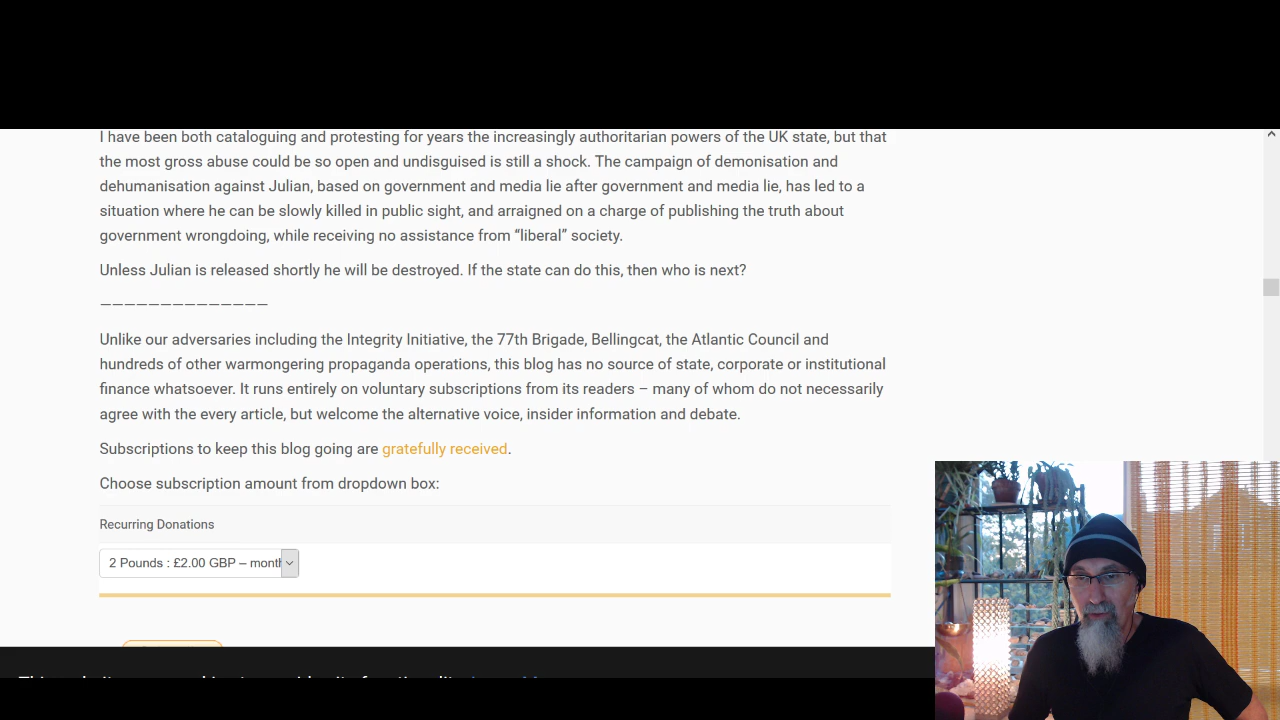 I have been both cataloguing and protesting for years the increasingly authoritarian powers of the UK state, but that
the most gross abuse could be so open and undisguised is still a shock. The campaign of demonisation and
dehumanisation against Julian, based on government and media lie after government and media lie, has led to a
situation where he can be slowly killed in public sight, and arraigned on a charge of publishing the truth about
government wrongdoing, while receiving no assistance from “liberal” society.
Unless Julian is released shortly he will be destroyed. If the state can do this, then who is next?
——————————————
Unlike our adversaries including the Integrity Initiative, the 77th Brigade, Bellingcat, the Atlantic Council and
hundreds of other warmongering propaganda operations, this blog has no source of state, corporate or institutional
finance whatsoever. It runs entirely on voluntary subscriptions from its readers – many of whom do not necessarily
agree with the every article, but welcome the alternative voice, insider information and debate.
Subscriptions to keep this blog going are gratefully received.
Choose subscription amount from dropdown box:
Recurring Donations
2 Pounds : £2.00 GBP – month